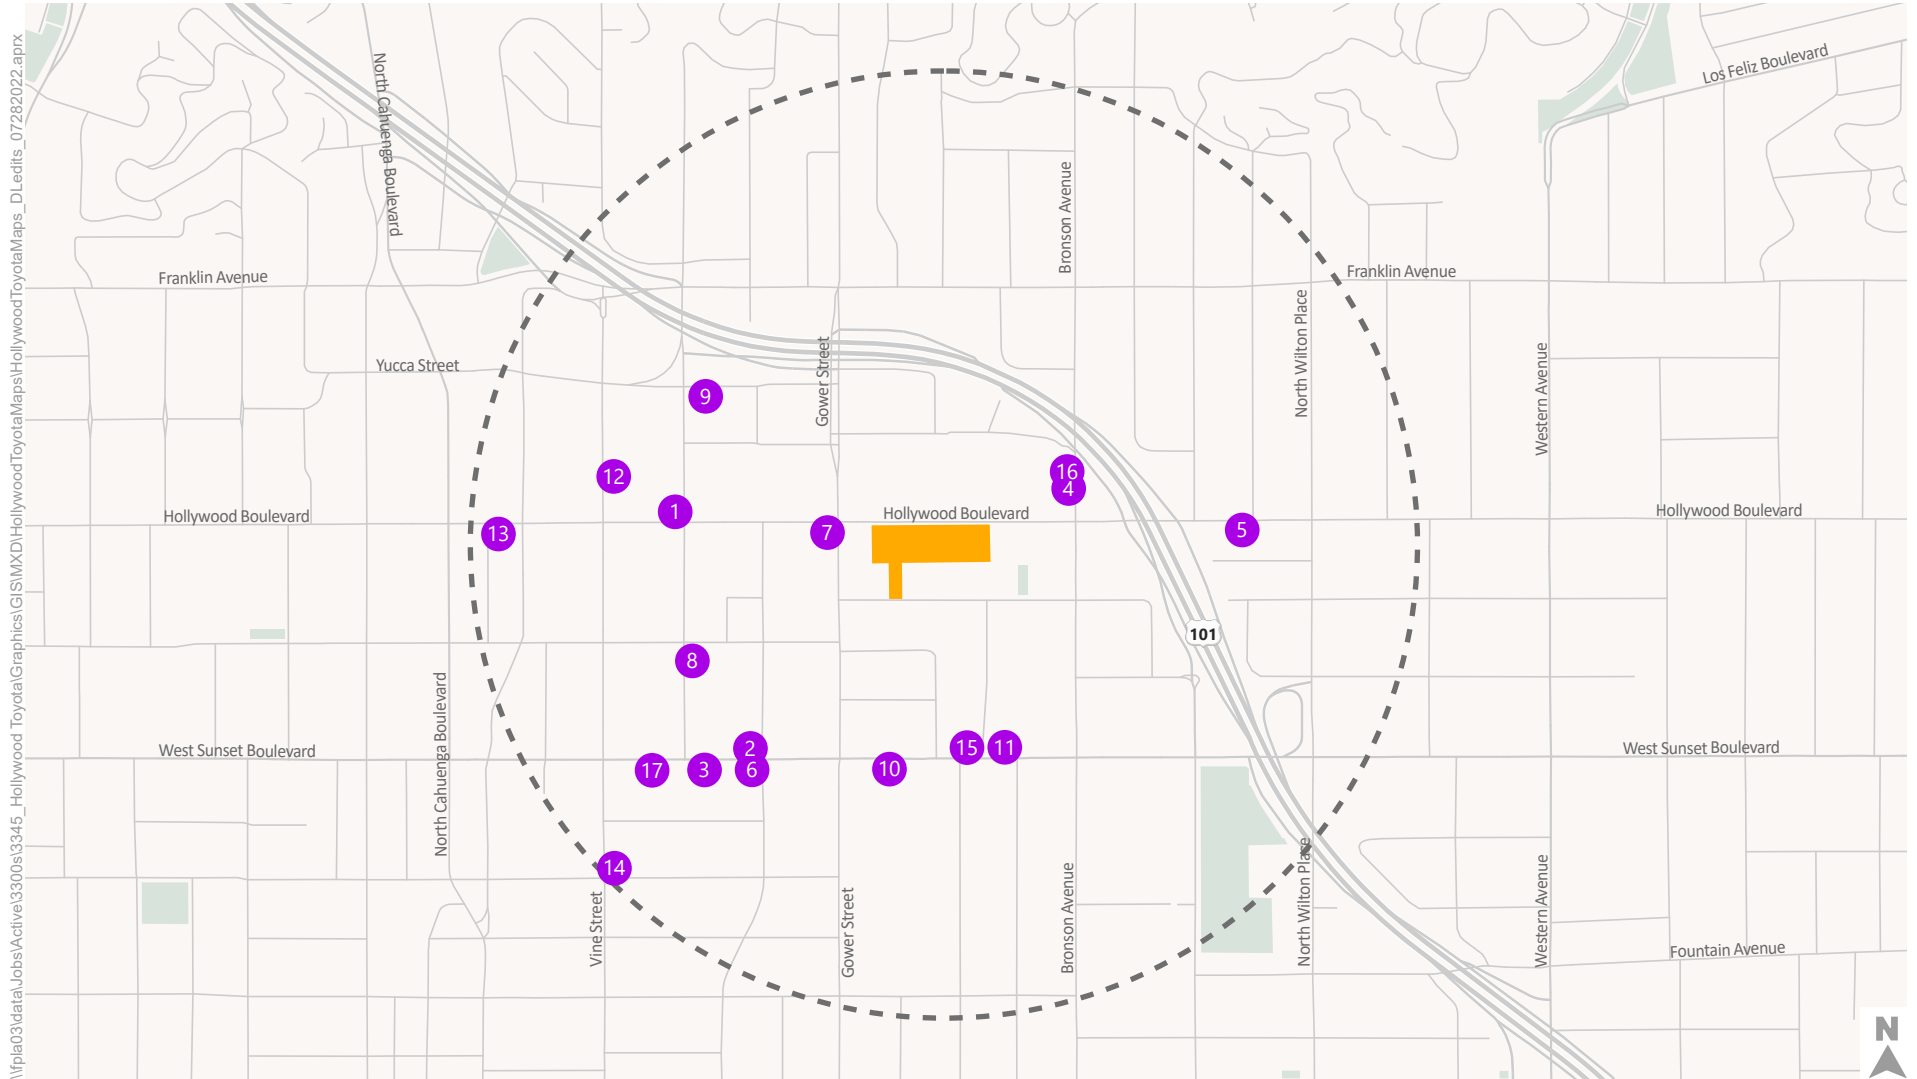 \\fpla03\data\Jobs\Active\3300s\3345_Hollywood Toyota\Graphics\GIS\MXD\HollywoodToyotaMaps\HollywoodToyotaMaps_DLedits_07282022.aprx
Los Feliz Boulevard
North Cahuenga Boulevard
Bronson Avenue
Franklin Avenue
Franklin Avenue
North Wilton Place
Gower Street
Western Avenue
Yucca Street
9
16
12
4
1
Hollywood Boulevard
Hollywood Boulevard
Hollywood Boulevard
13
7
5
101
8
North Cahuenga Boulevard
West Sunset Boulevard
2
15
11
West Sunset Boulevard
17
3
6
10
14
Vine Street
Gower Street
Bronson Avenue
North Wilton Place
Western Avenue
Fountain Avenue
N